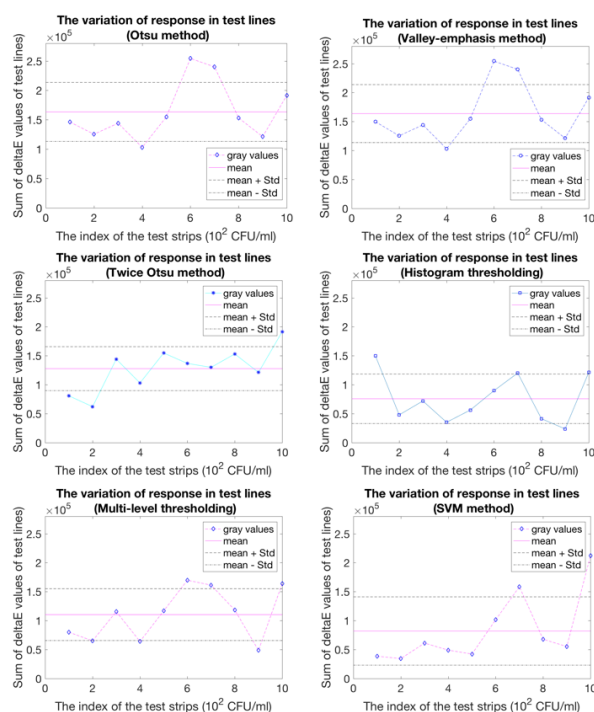 The variation of response in test lines
(Otsu method)
×10^5
Sum of deltaE values of test lines)
2.5
2
1.5
1
0.5
0
gray values
mean
mean + Std
mean - Std
0 2 4 6 8 10
The index of the test strips (10^2 CFU/ml)
The variation of response in test lines
(Valley-emphasis method)
×10^5
Sum of deltaE values of test lines)
2.5
2
1.5
1
0.5
0
gray values
mean
mean + Std
mean - Std
0 2 4 6 8 10
The index of the test strips (10^2 CFU/ml)
The variation of response in test lines
(Twice Otsu method)
×10^5
Sum of deltaE values of test lines)
2.5
2
1.5
1
0.5
0
gray values
mean
mean + Std
mean - Std
0 2 4 6 8 10
The index of the test strips (10^2 CFU/ml)
The variation of response in test lines
(Histogram thresholding)
×10^5
Sum of deltaE values of test lines)
2.5
2
1.5
1
0.5
0
gray values
mean
mean + Std
mean - Std
0 2 4 6 8 10
The index of the test strips (10^2 CFU/ml)
The variation of response in test lines
(Multi-level thresholding)
×10^5
Sum of deltaE values of test lines)
2.5
2
1.5
1
0.5
0
gray values
mean
mean + Std
mean - Std
0 2 4 6 8 10
The index of the test strips (10^2 CFU/ml)
The variation of response in test lines
(SVM method)
×10^5
Sum of deltaE values of test lines)
2.5
2
1.5
1
0.5
0
gray values
mean
mean + Std
mean - Std
0 2 4 6 8 10
The index of the test strips (10^2 CFU/ml)